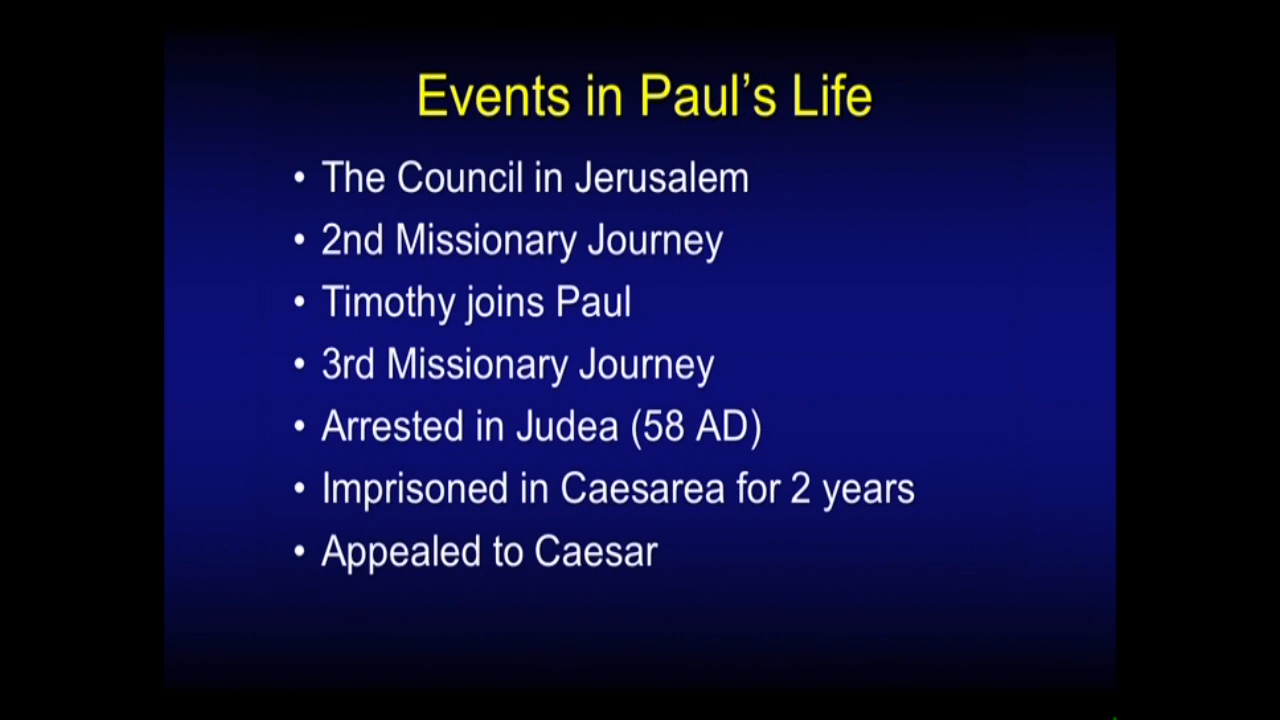 Events in Paul’s Life
• The Council in Jerusalem
• 2nd Missionary Journey
• Timothy joins Paul
• 3rd Missionary Journey
• Arrested in Judea (58 AD)
• Imprisoned in Caesarea for 2 years
• Appealed to Caesar